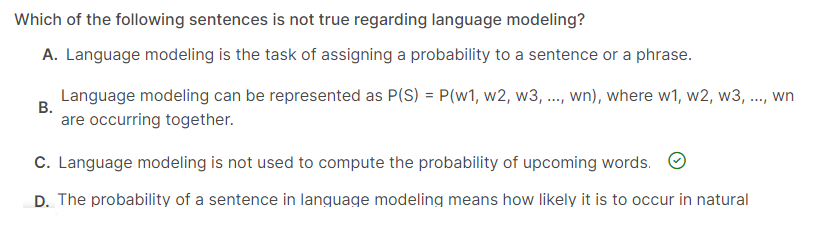 Which of the following sentences is not true regarding language modeling?
A. Language modeling is the task of assigning a probability to a sentence or a phrase.
B. Language modeling can be represented as P(S) = P(w1, w2, w3, ..., wn), where w1, w2, w3, ..., wn
are occurring together.
C. Language modeling is not used to compute the probability of upcoming words.
D. The probability of a sentence in language modeling means how likely it is to occur in natural